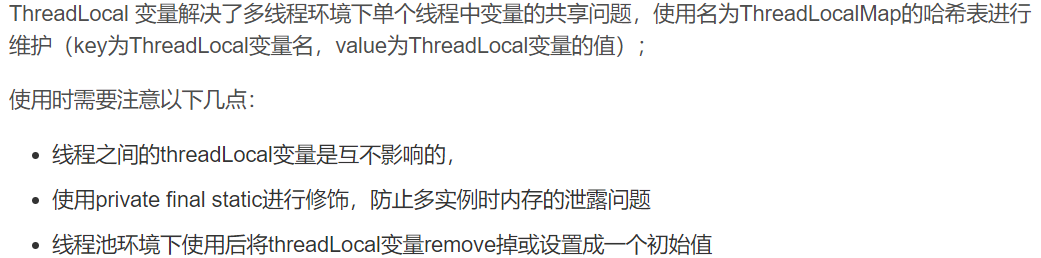 ThreadLocal 变量解决了多线程环境下单个线程中变量的共享问题，使用名为ThreadLocalMap的哈希表进行
维护（key为ThreadLocal变量名，value为ThreadLocal变量的值）；
使用时需要注意以下几点：
• 线程之间的threadLocal变量是互不影响的，
• 使用private final static进行修饰，防止多实例时内存的泄露问题
• 线程池环境下使用后将threadLocal变量remove掉或设置成一个初始值